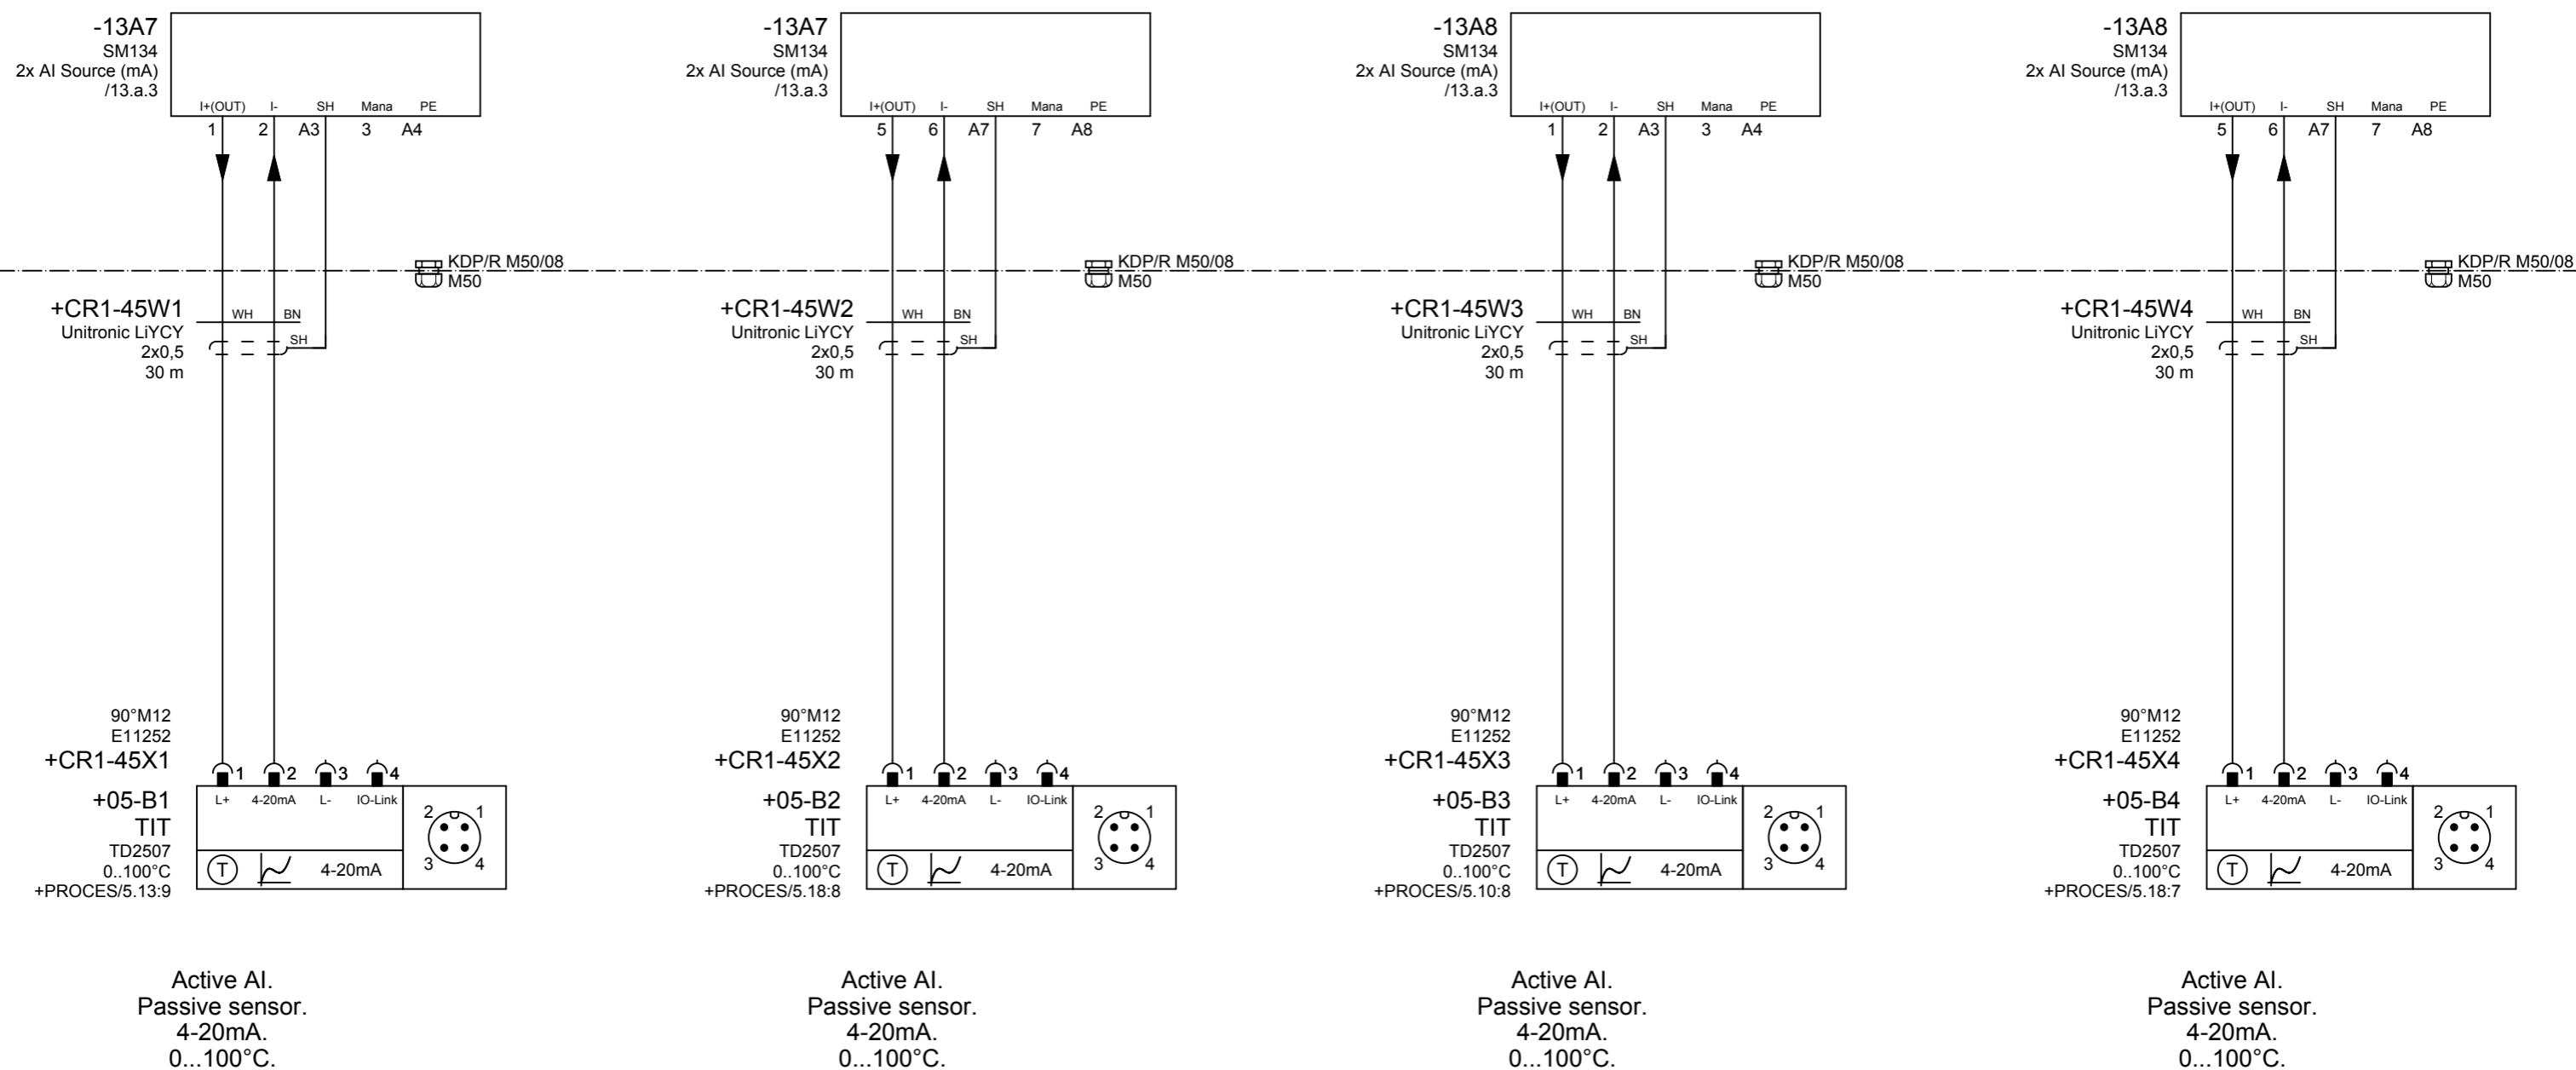 -13A7
SM134
2x AI Source (mA)
/13.a.3
I+(OUT) I- SH Mana PE
1 2 A3 3 A4
KDP/R M50/08
M50
+CR1-45W1
Unitronic LiYCY
2x0,5
30 m
WH BN
SH
90°M12
E11252
+CR1-45X1
1 2 3 4
+05-B1
TIT
TD2507
0..100°C
+PROCES/5.13:9
L+ 4-20mA L- IO-Link
T 4-20mA
2 1
3 4
Active AI.
Passive sensor.
4-20mA.
0...100°C.
-13A7
SM134
2x AI Source (mA)
/13.a.3
I+(OUT) I- SH Mana PE
5 6 A7 7 A8
KDP/R M50/08
M50
+CR1-45W2
Unitronic LiYCY
2x0,5
30 m
WH BN
SH
90°M12
E11252
+CR1-45X2
1 2 3 4
+05-B2
TIT
TD2507
0..100°C
+PROCES/5.18:8
L+ 4-20mA L- IO-Link
T 4-20mA
2 1
3 4
Active AI.
Passive sensor.
4-20mA.
0...100°C.
-13A8
SM134
2x AI Source (mA)
/13.a.3
I+(OUT) I- SH Mana PE
1 2 A3 3 A4
KDP/R M50/08
M50
+CR1-45W3
Unitronic LiYCY
2x0,5
30 m
WH BN
SH
90°M12
E11252
+CR1-45X3
1 2 3 4
+05-B3
TIT
TD2507
0..100°C
+PROCES/5.10:8
L+ 4-20mA L- IO-Link
T 4-20mA
2 1
3 4
Active AI.
Passive sensor.
4-20mA.
0...100°C.
-13A8
SM134
2x AI Source (mA)
/13.a.3
I+(OUT) I- SH Mana PE
5 6 A7 7 A8
KDP/R M50/08
M50
+CR1-45W4
Unitronic LiYCY
2x0,5
30 m
WH BN
SH
90°M12
E11252
+CR1-45X4
1 2 3 4
+05-B4
TIT
TD2507
0..100°C
+PROCES/5.18:7
L+ 4-20mA L- IO-Link
T 4-20mA
2 1
3 4
Active AI.
Passive sensor.
4-20mA.
0...100°C.